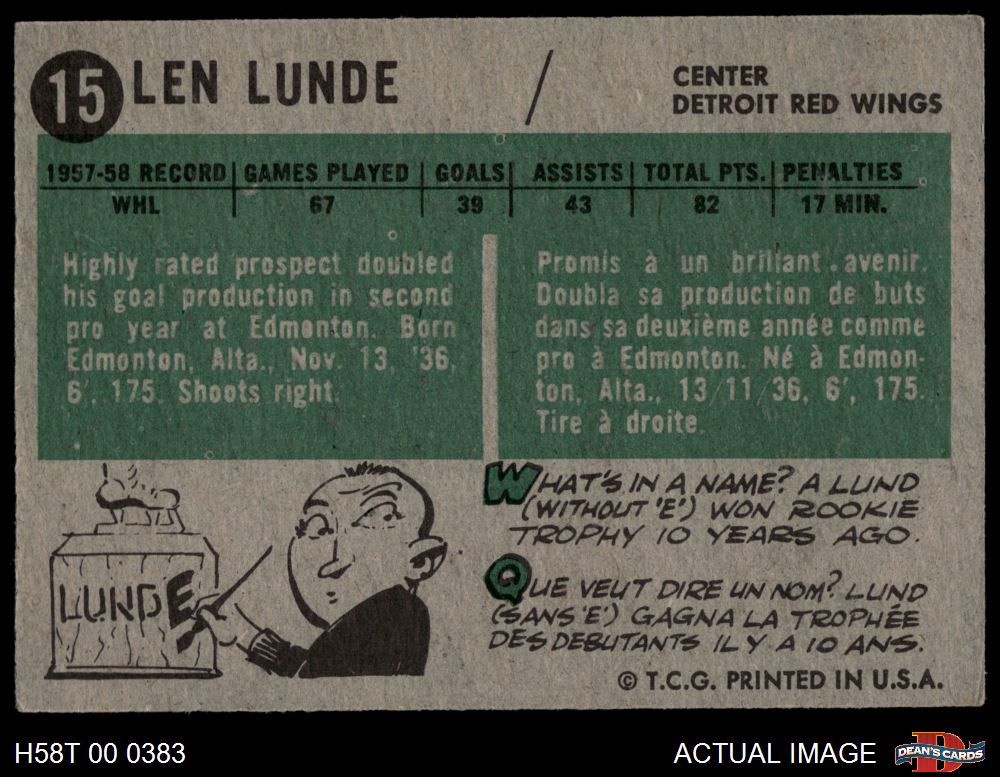 15 LEN LUNDE /
CENTER
DETROIT RED WINGS
1957-58 RECORD GAMES PLAYED GOALS ASSISTS TOTAL PTS. PENALTIES
WHL 67 39 43 82 17 MIN.
Highly rated prospect doubled
his goal production in second
pro year at Edmonton. Born
Edmonton, Alta., Nov. 13, '36,
6', 175. Shoots right.
Promis à un brillant avenir.
Doubla sa production de buts
dans sa deuxième année comme
pro à Edmonton. Né à Edmon-
ton, Alta., 13/11/36, 6', 175.
Tire à droite.
LUNDE
WHAT'S IN A NAME? A LUND
(WITHOUT 'E') WON ROOKIE
TROPHY 10 YEARS AGO.
QUE VEUT DIRE UN NOM? LUND
(SANS 'E') GAGNA LA TROPHÉE
DES DEBUTANTS IL Y A 10 ANS.
© T.C.G. PRINTED IN U.S.A.
H58T 00 0383
ACTUAL IMAGE
D
DEAN'S CARDS